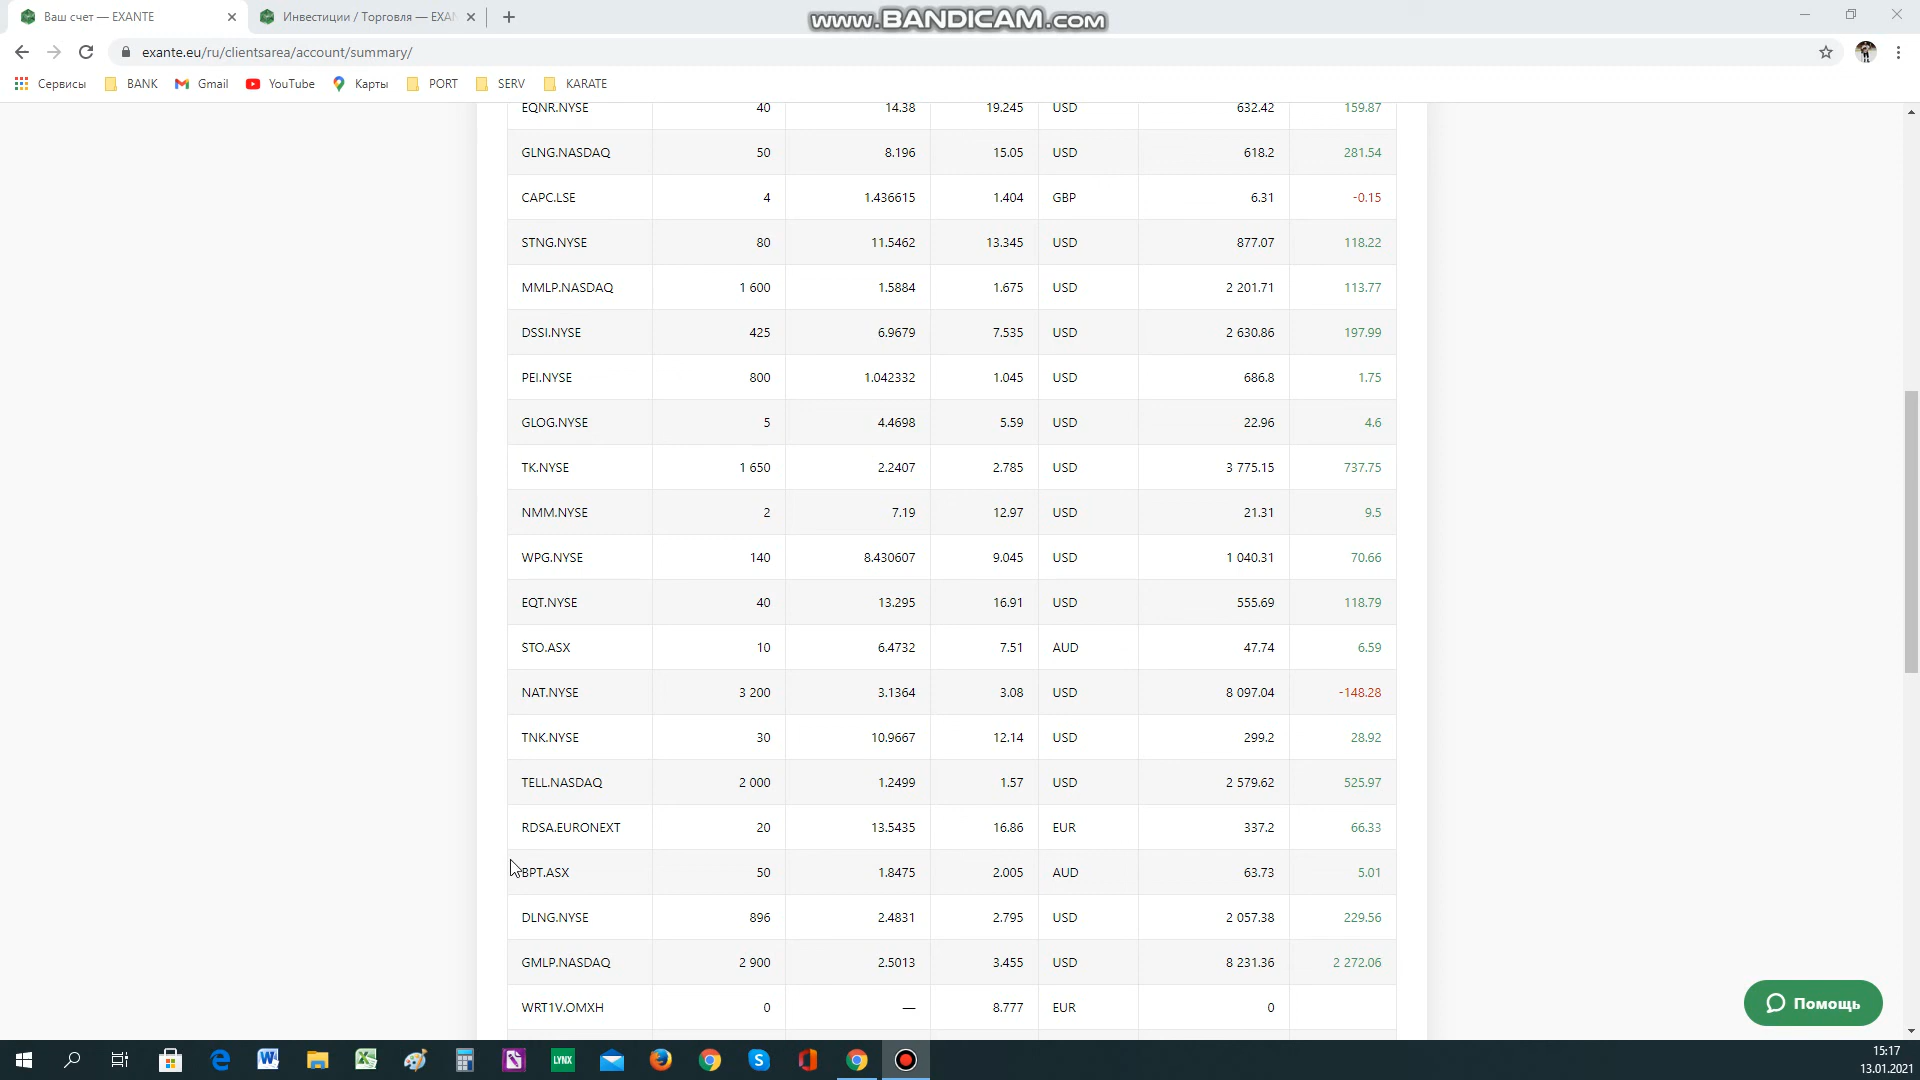 Ваш счет — EXANTE
Инвестиции / Торговля — EXAN
www.BANDICAM.com
exante.eu/ru/clientsarea/account/summary/
Сервисы BANK Gmail YouTube Карты PORT SERV KARATE
EQNR.NYSE 40 14.38 19.245 USD 632.42 159.87
GLNG.NASDAQ 50 8.196 15.05 USD 618.2 281.54
CAPC.LSE 4 1.436615 1.404 GBP 6.31 -0.15
STNG.NYSE 80 11.5462 13.345 USD 877.07 118.22
MMLP.NASDAQ 1 600 1.5884 1.675 USD 2 201.71 113.77
DSSI.NYSE 425 6.9679 7.535 USD 2 630.86 197.99
PEI.NYSE 800 1.042332 1.045 USD 686.8 1.75
GLOG.NYSE 5 4.4698 5.59 USD 22.96 4.6
TK.NYSE 1 650 2.2407 2.785 USD 3 775.15 737.75
NMM.NYSE 2 7.19 12.97 USD 21.31 9.5
WPG.NYSE 140 8.430607 9.045 USD 1 040.31 70.66
EQT.NYSE 40 13.295 16.91 USD 555.69 118.79
STO.ASX 10 6.4732 7.51 AUD 47.74 6.59
NAT.NYSE 3 200 3.1364 3.08 USD 8 097.04 -148.28
TNK.NYSE 30 10.9667 12.14 USD 299.2 28.92
TELL.NASDAQ 2 000 1.2499 1.57 USD 2 579.62 525.97
RDSA.EURONEXT 20 13.5435 16.86 EUR 337.2 66.33
BPT.ASX 50 1.8475 2.005 AUD 63.73 5.01
DLNG.NYSE 896 2.4831 2.795 USD 2 057.38 229.56
GMLP.NASDAQ 2 900 2.5013 3.455 USD 8 231.36 2 272.06
WRT1V.OMXH 0 — 8.777 EUR 0
Помощь
LYNX
15:17
13.01.2021